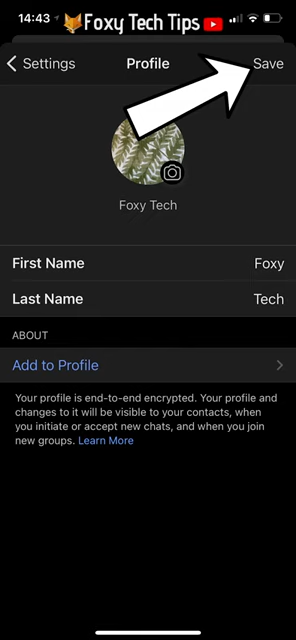 14:43
Foxy Tech Tips
Settings
Profile
Save
Foxy Tech
First Name
Foxy
Last Name
Tech
ABOUT
Add to Profile
Your profile is end-to-end encrypted. Your profile and
changes to it will be visible to your contacts, when
you initiate or accept new chats, and when you join
new groups. Learn More